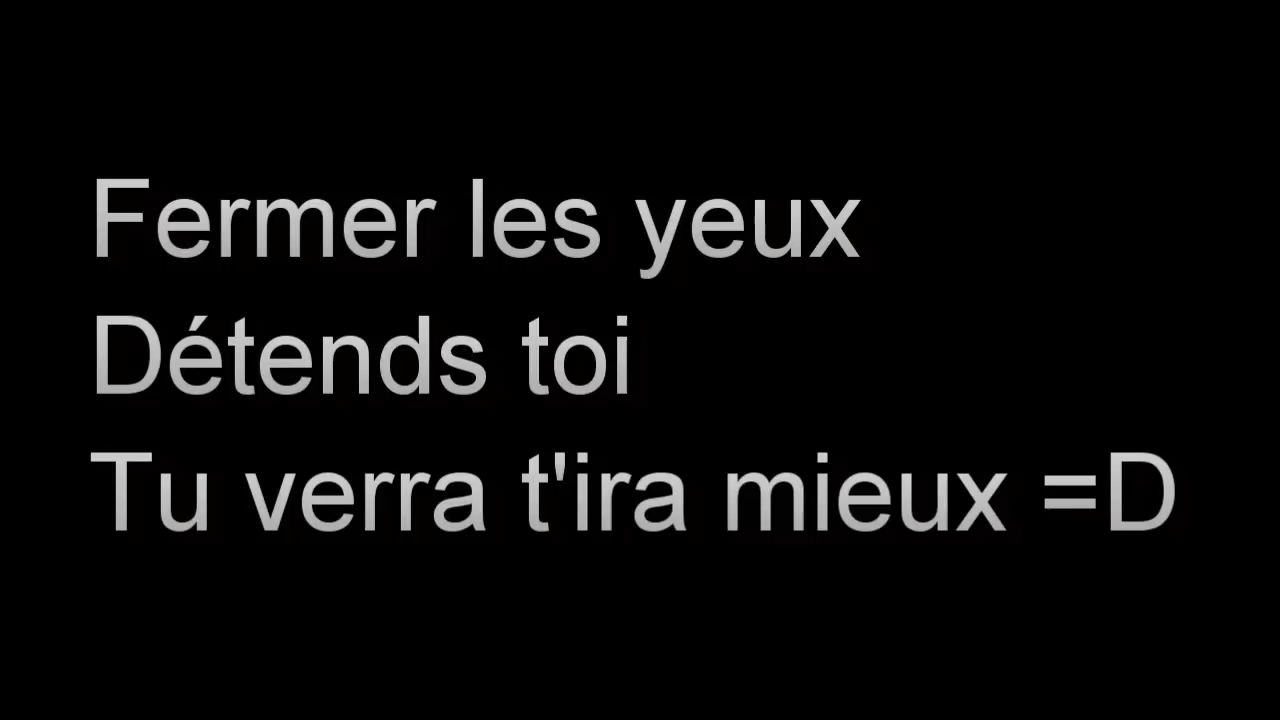 Fermer les yeux
Détends toi
Tu verra t'ira mieux =D